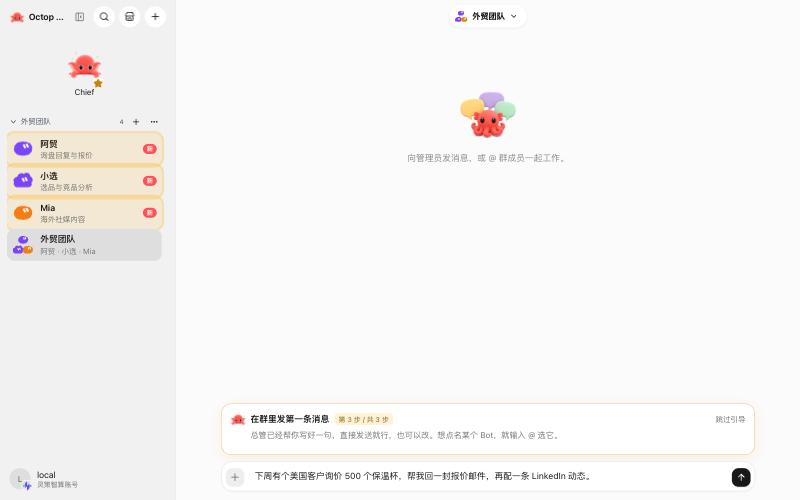 Octop ...
外贸团队
Chief
外贸团队 4
阿贸
询盘回复与报价
新
小选
选品与竞品分析
新
Mia
海外社媒内容
新
外贸团队
阿贸 · 小选 · Mia
向管理员发消息，或 @ 群成员一起工作。
在群里发第一条消息 第 3 步 / 共 3 步 跳过引导
总管已经帮你写好一句，直接发送就行，也可以改。想点名某个 Bot，就输入 @ 选它。
下周有个美国客户询价 500 个保温杯，帮我回一封报价邮件，再配一条 LinkedIn 动态。
L
local
灵策智算账号